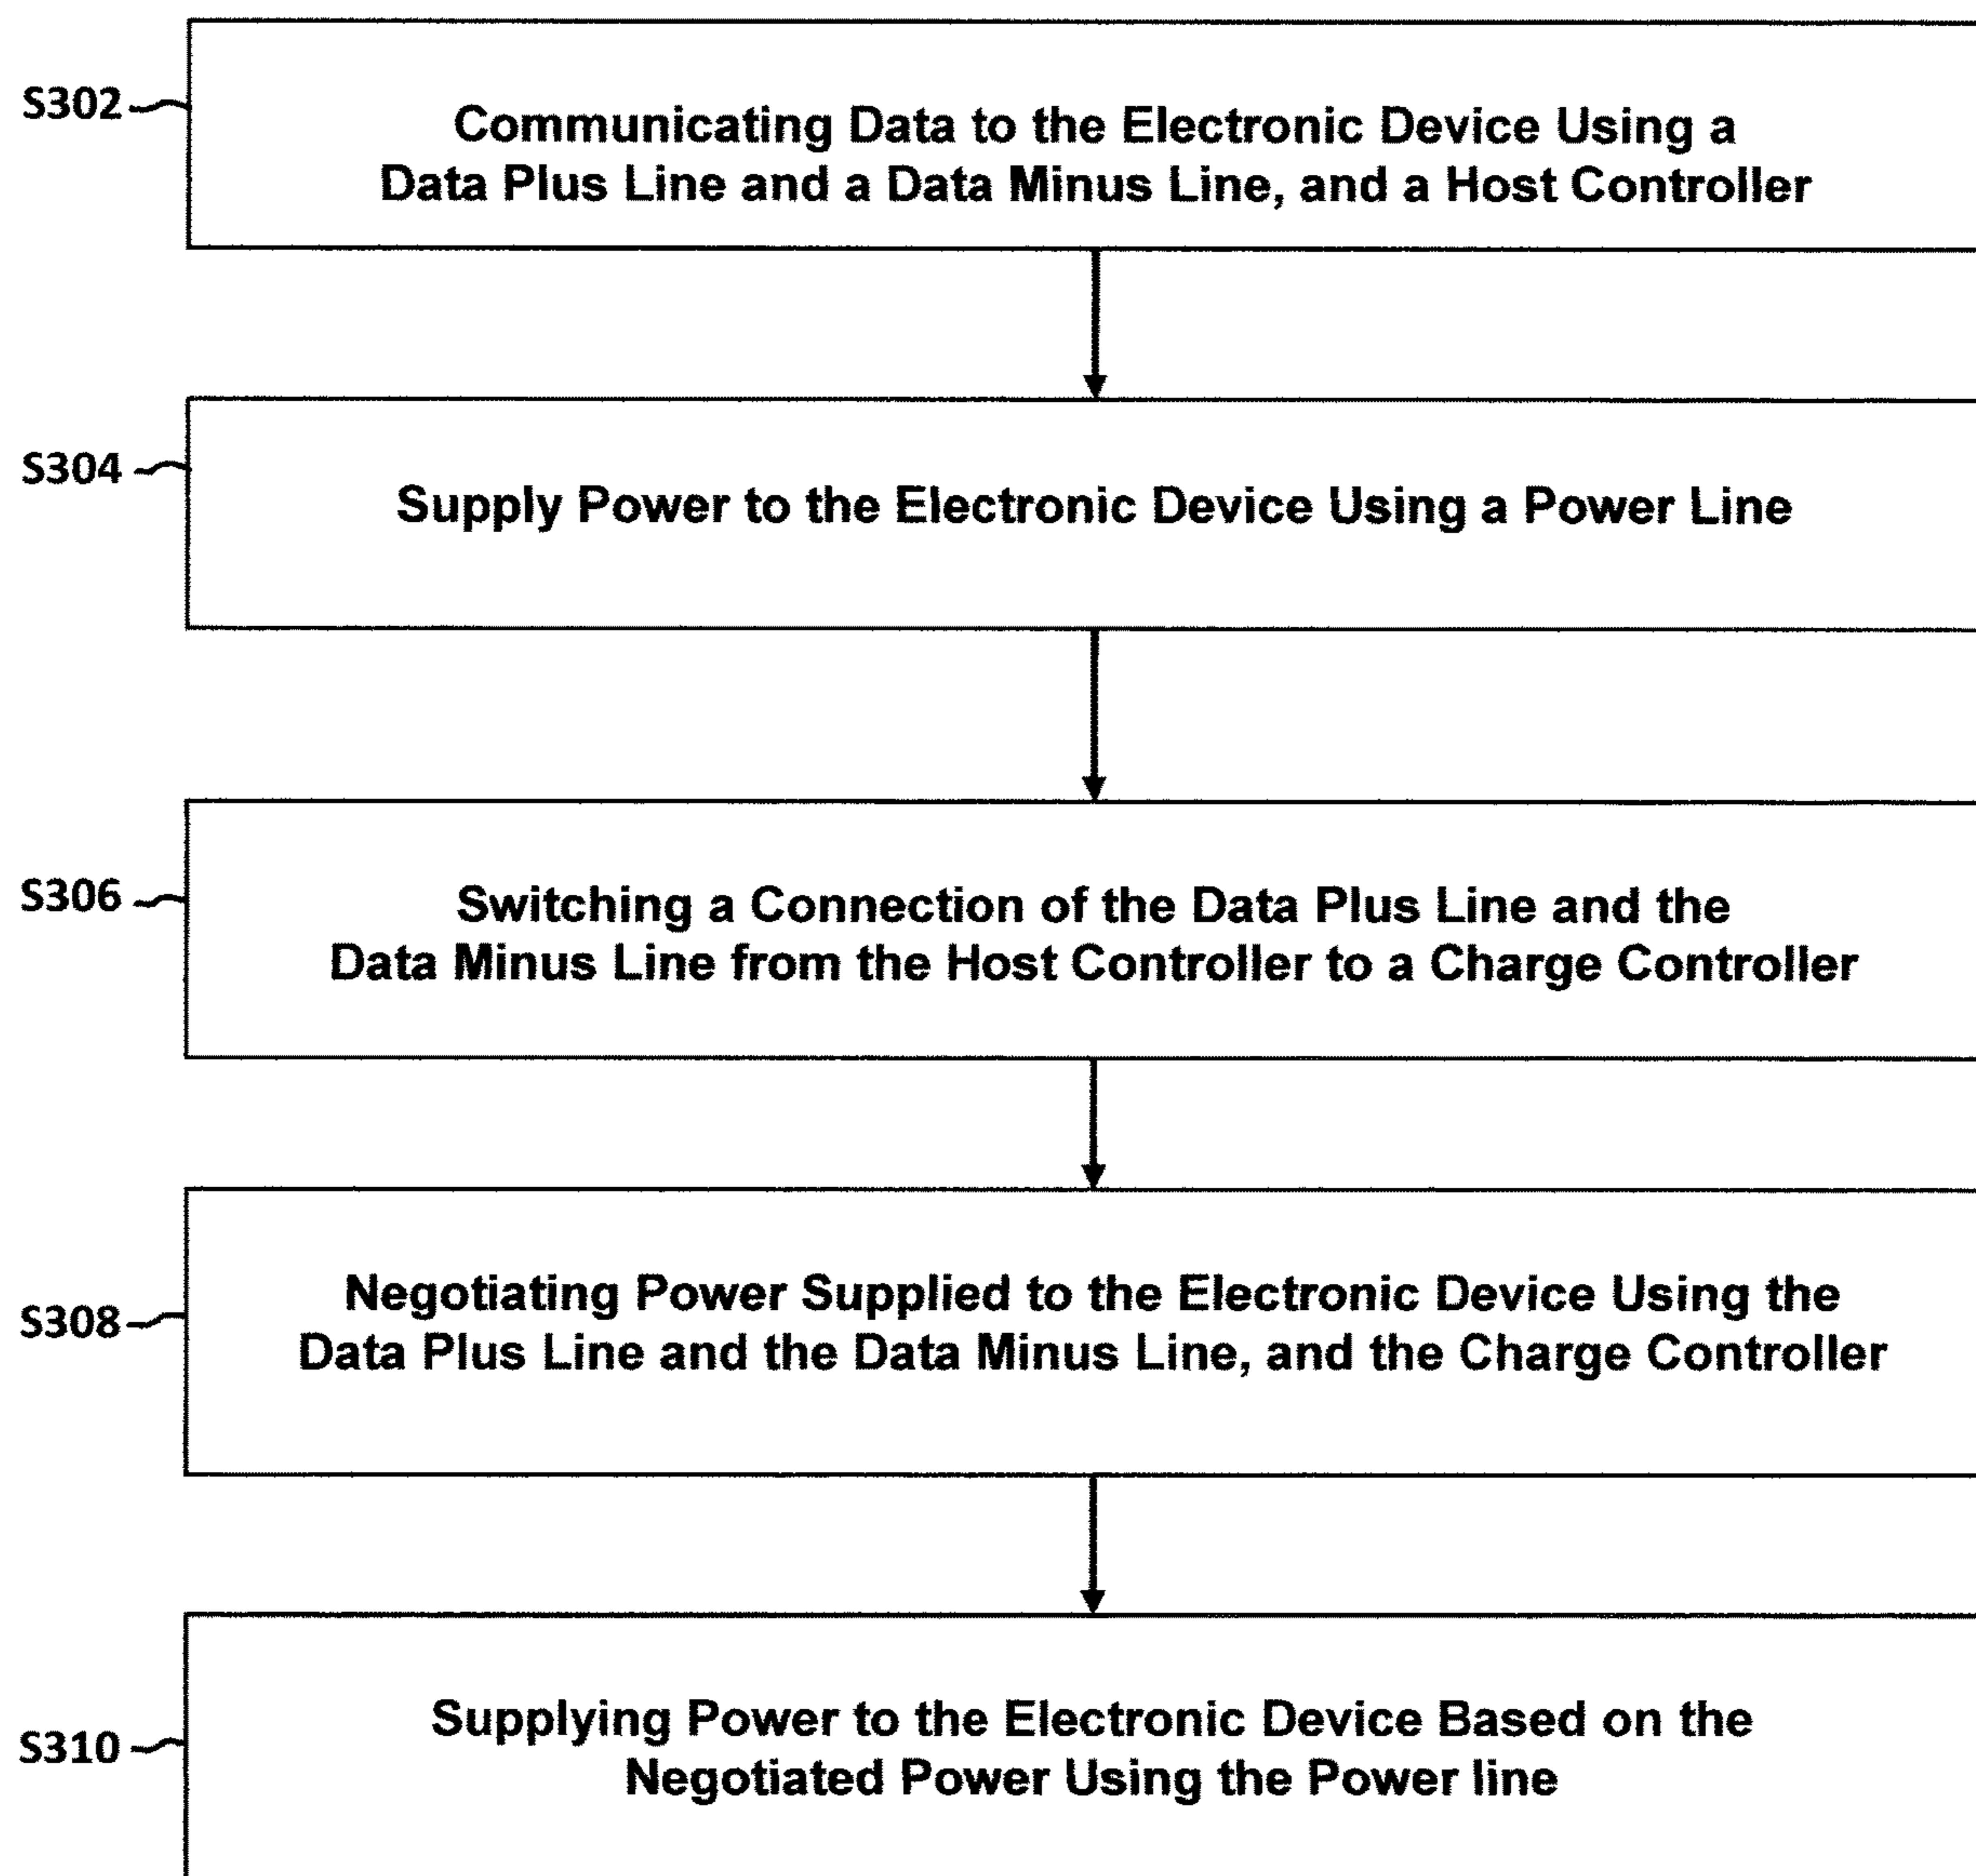 S302
Communicating Data to the Electronic Device Using a
Data Plus Line and a Data Minus Line, and a Host Controller
S304
Supply Power to the Electronic Device Using a Power Line
S306
Switching a Connection of the Data Plus Line and the
Data Minus Line from the Host Controller to a Charge Controller
S308
Negotiating Power Supplied to the Electronic Device Using the
Data Plus Line and the Data Minus Line, and the Charge Controller
S310
Supplying Power to the Electronic Device Based on the
Negotiated Power Using the Power line